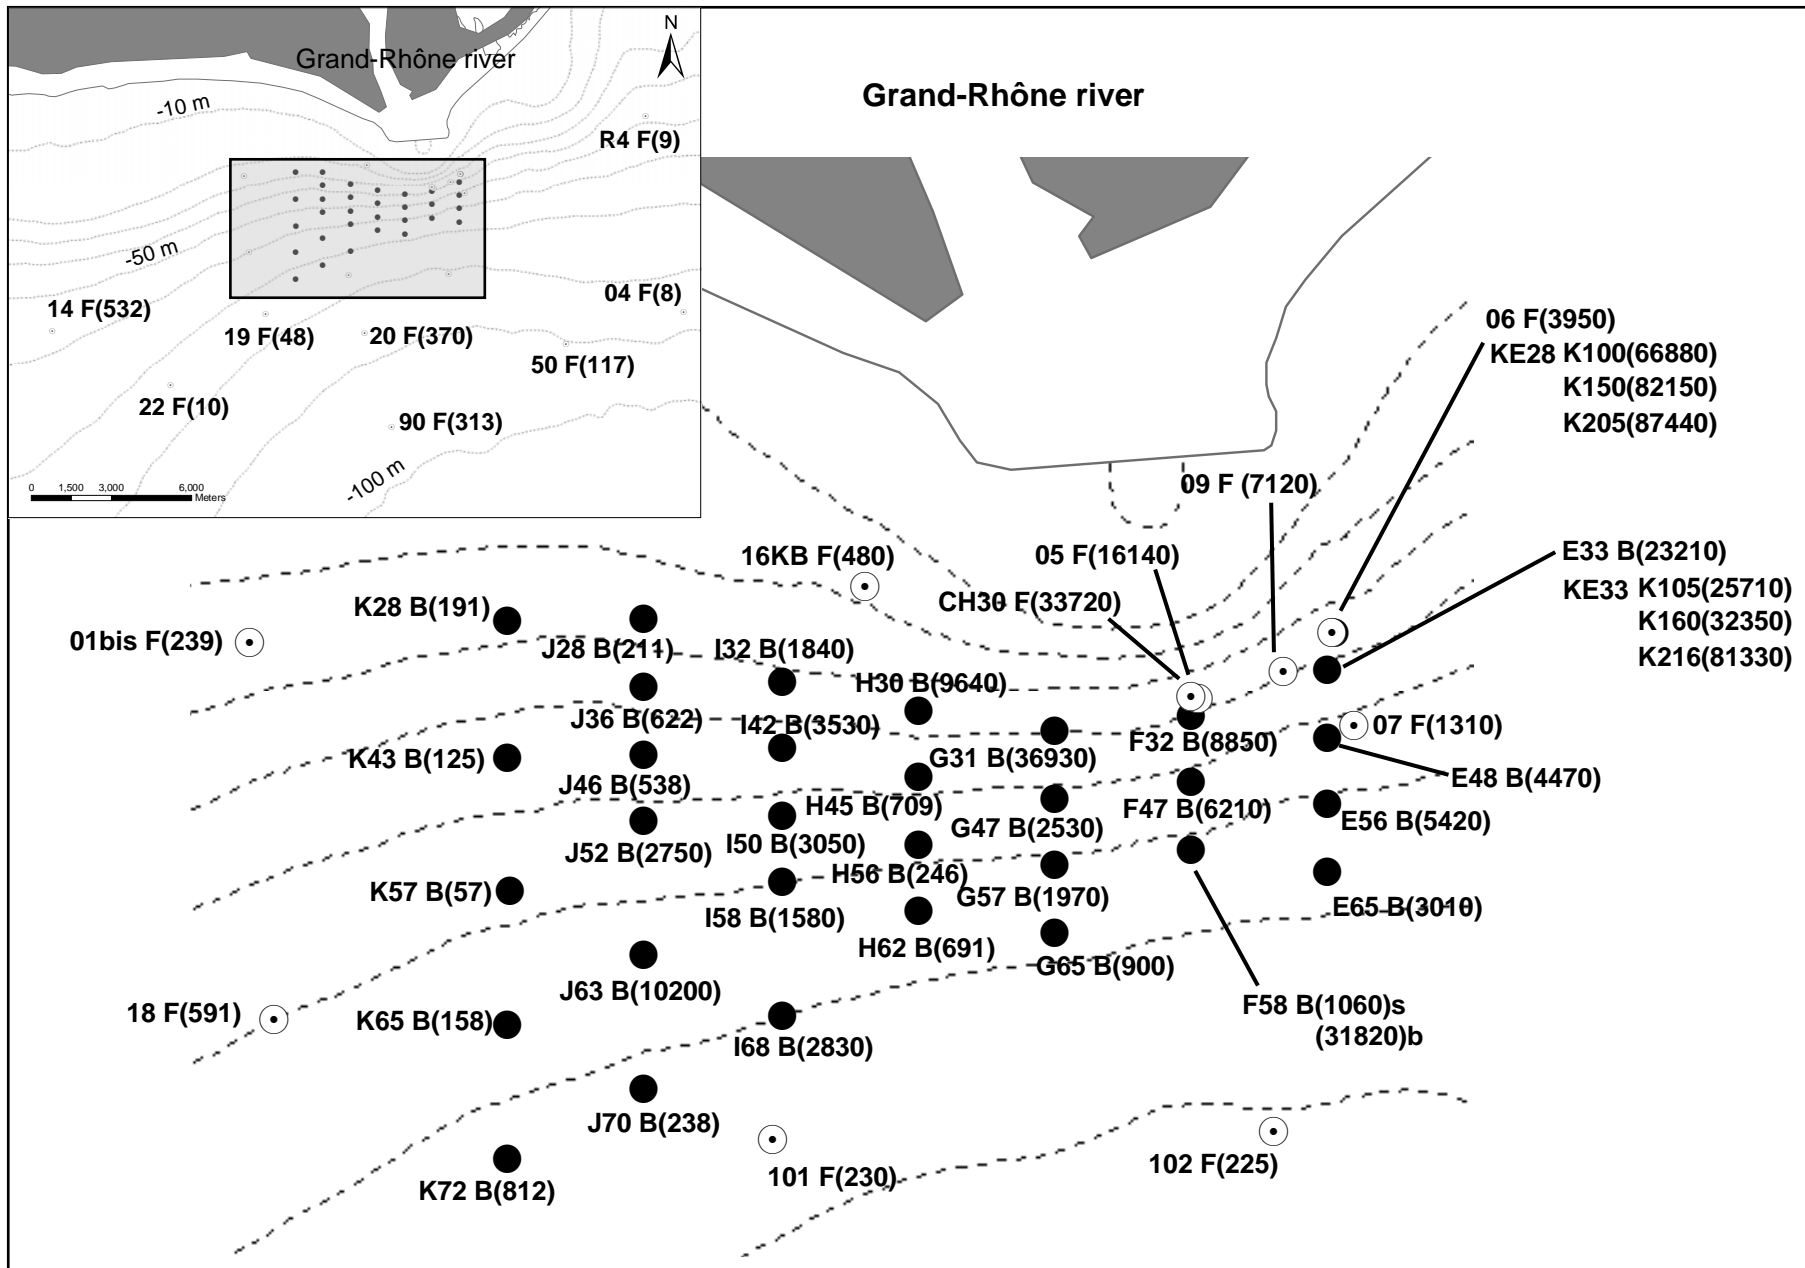 Grand-Rhône river
N
-10 m
R4 F(9)
-50 m
14 F(532)
04 F(8)
19 F(48)
20 F(370)
50 F(117)
22 F(10)
90 F(313)
-100 m
0 1,500 3,000 6,000
Meters
Grand-Rhône river
06 F(3950)
KE28 K100(66880)
K150(82150)
K205(87440)
09 F (7120)
E33 B(23210)
KE33 K105(25710)
K160(32350)
K216(81330)
16KB F(480)
05 F(16140)
CH30 F(33720)
K28 B(191)
01bis F(239)
J28 B(211)
I32 B(1840)
H30 B(9640)
J36 B(622)
I42 B(3530)
07 F(1310)
F32 B(8850)
K43 B(125)
G31 B(36930)
E48 B(4470)
J46 B(538)
H45 B(709)
F47 B(6210)
E56 B(5420)
G47 B(2530)
I50 B(3050)
J52 B(2750)
H56 B(246)
K57 B(57)
G57 B(1970)
I58 B(1580)
E65 B(3010)
H62 B(691)
G65 B(900)
J63 B(10200)
F58 B(1060)s
(31820)b
18 F(591)
K65 B(158)
I68 B(2830)
J70 B(238)
101 F(230)
102 F(225)
K72 B(812)